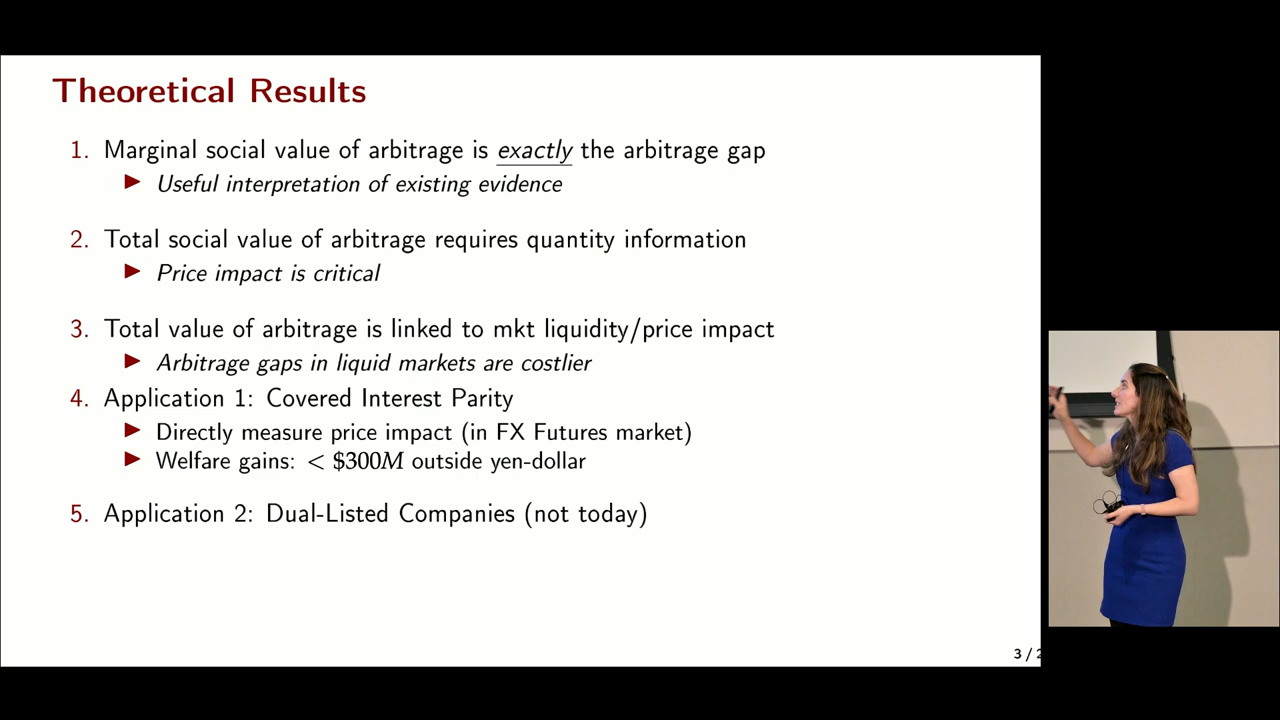 Theoretical Results
1. Marginal social value of arbitrage is exactly the arbitrage gap
▶ Useful interpretation of existing evidence
2. Total social value of arbitrage requires quantity information
▶ Price impact is critical
3. Total value of arbitrage is linked to mkt liquidity/price impact
▶ Arbitrage gaps in liquid markets are costlier
4. Application 1: Covered Interest Parity
▶ Directly measure price impact (in FX Futures market)
▶ Welfare gains: < $300M outside yen-dollar
5. Application 2: Dual-Listed Companies (not today)
3 / 2